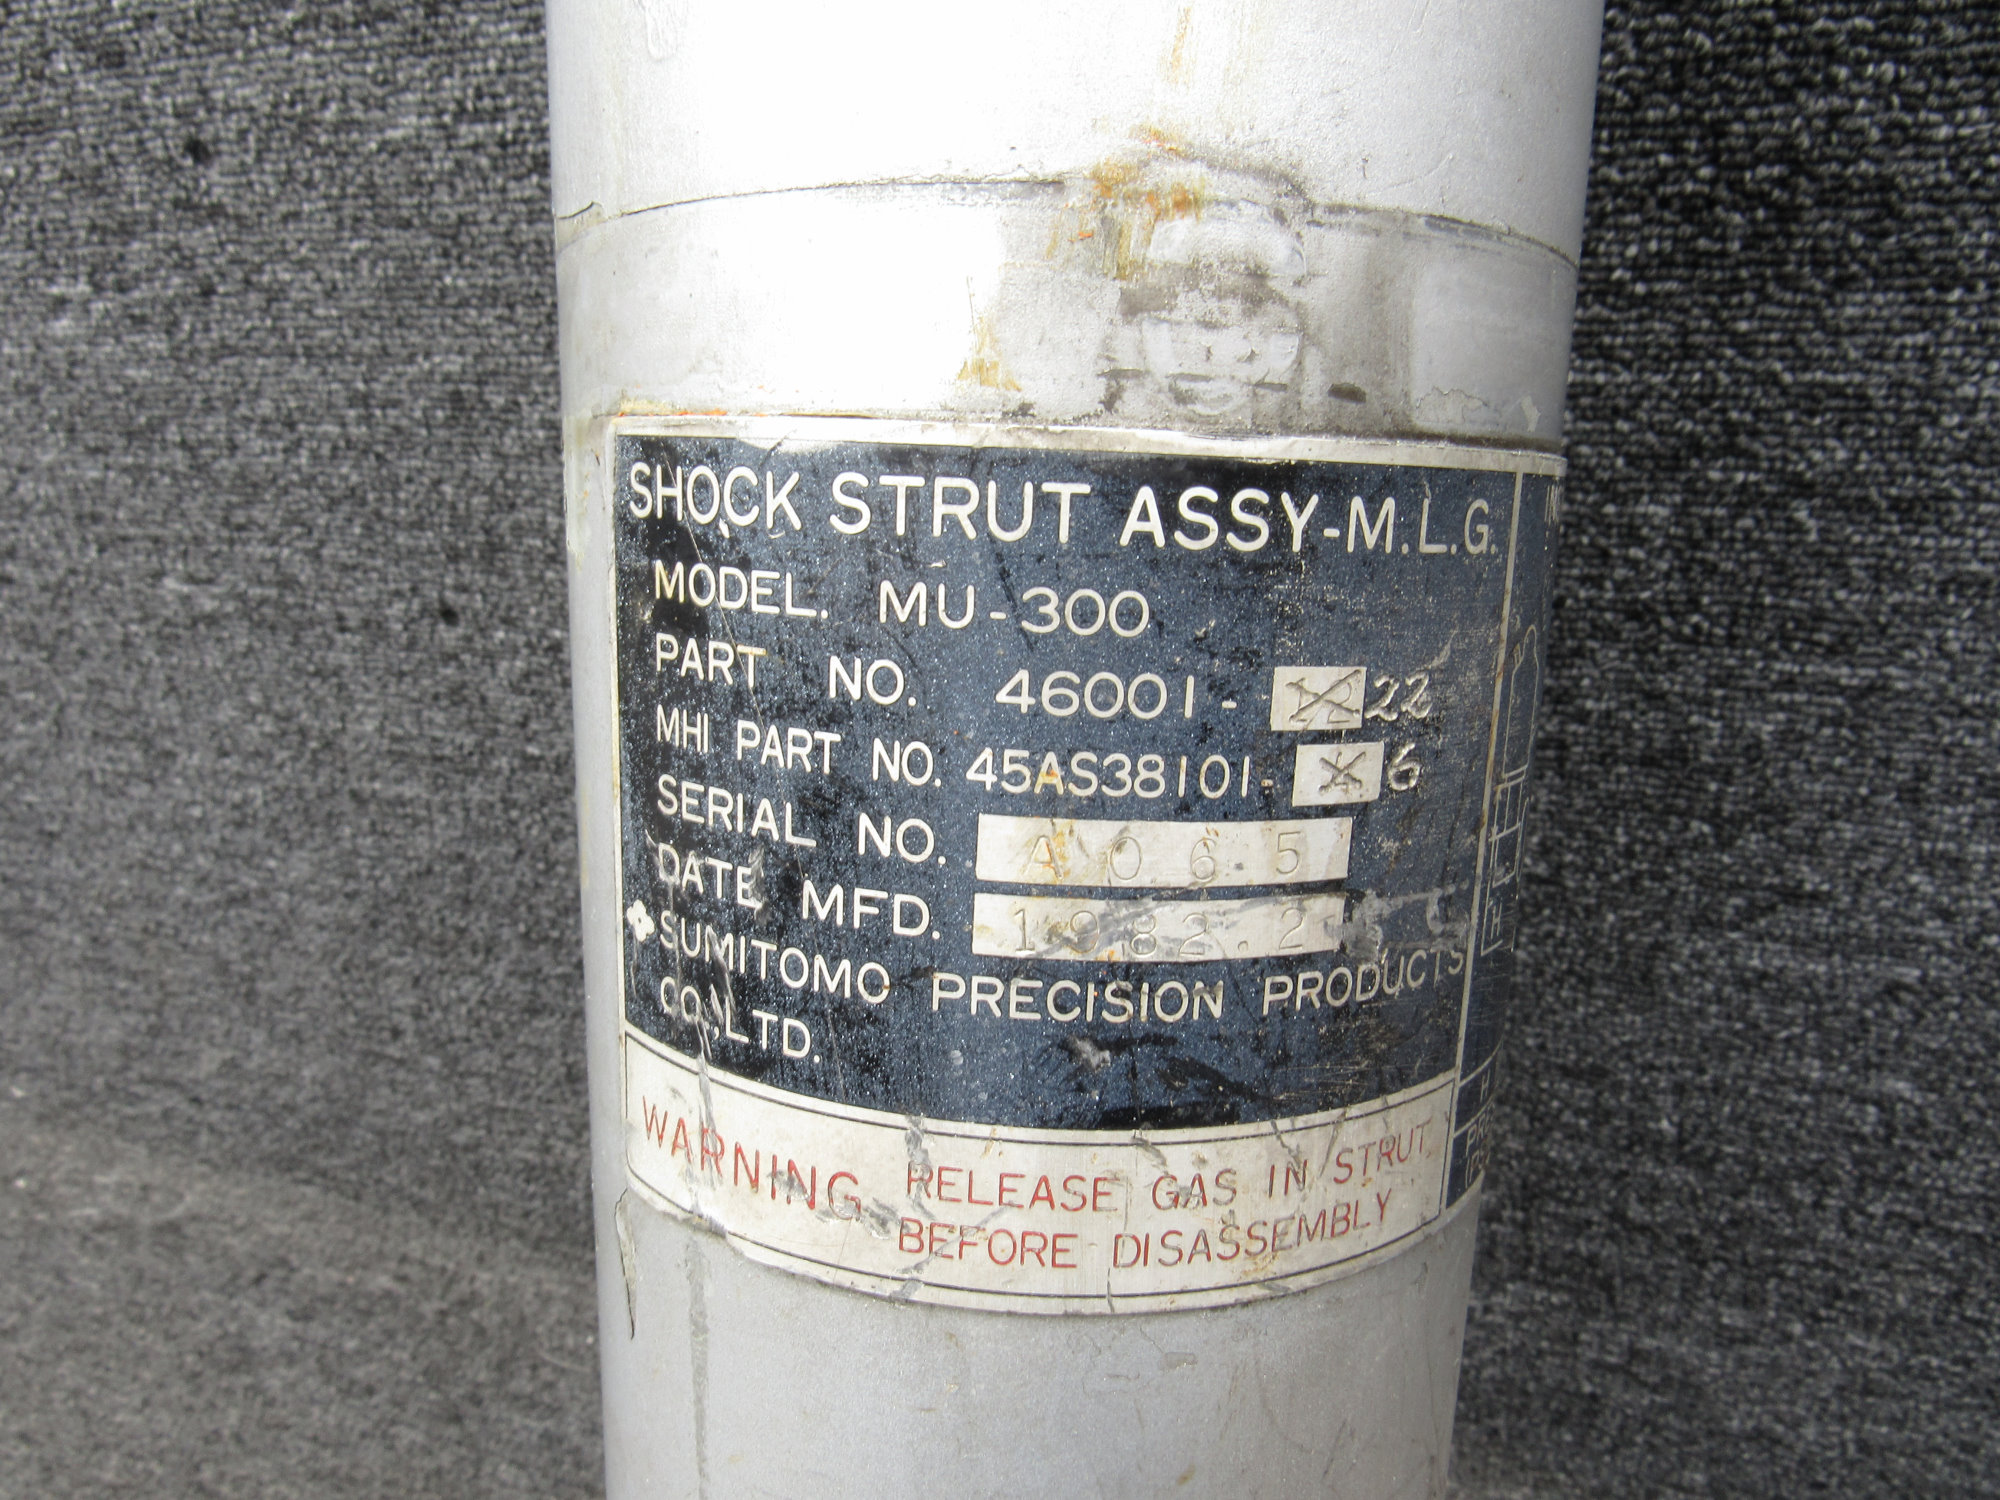 SHOCK STRUT ASSY-M.L.G.
MODEL. MU-300
PART NO. 46001- 12 22
MHI PART NO. 45AS38101- 6
SERIAL NO. A065
DATE MFD. 1982.2
SUMITOMO PRECISION PRODUCTS
CO.,LTD.
WARNING RELEASE GAS IN STRUT
BEFORE DISASSEMBLY
H